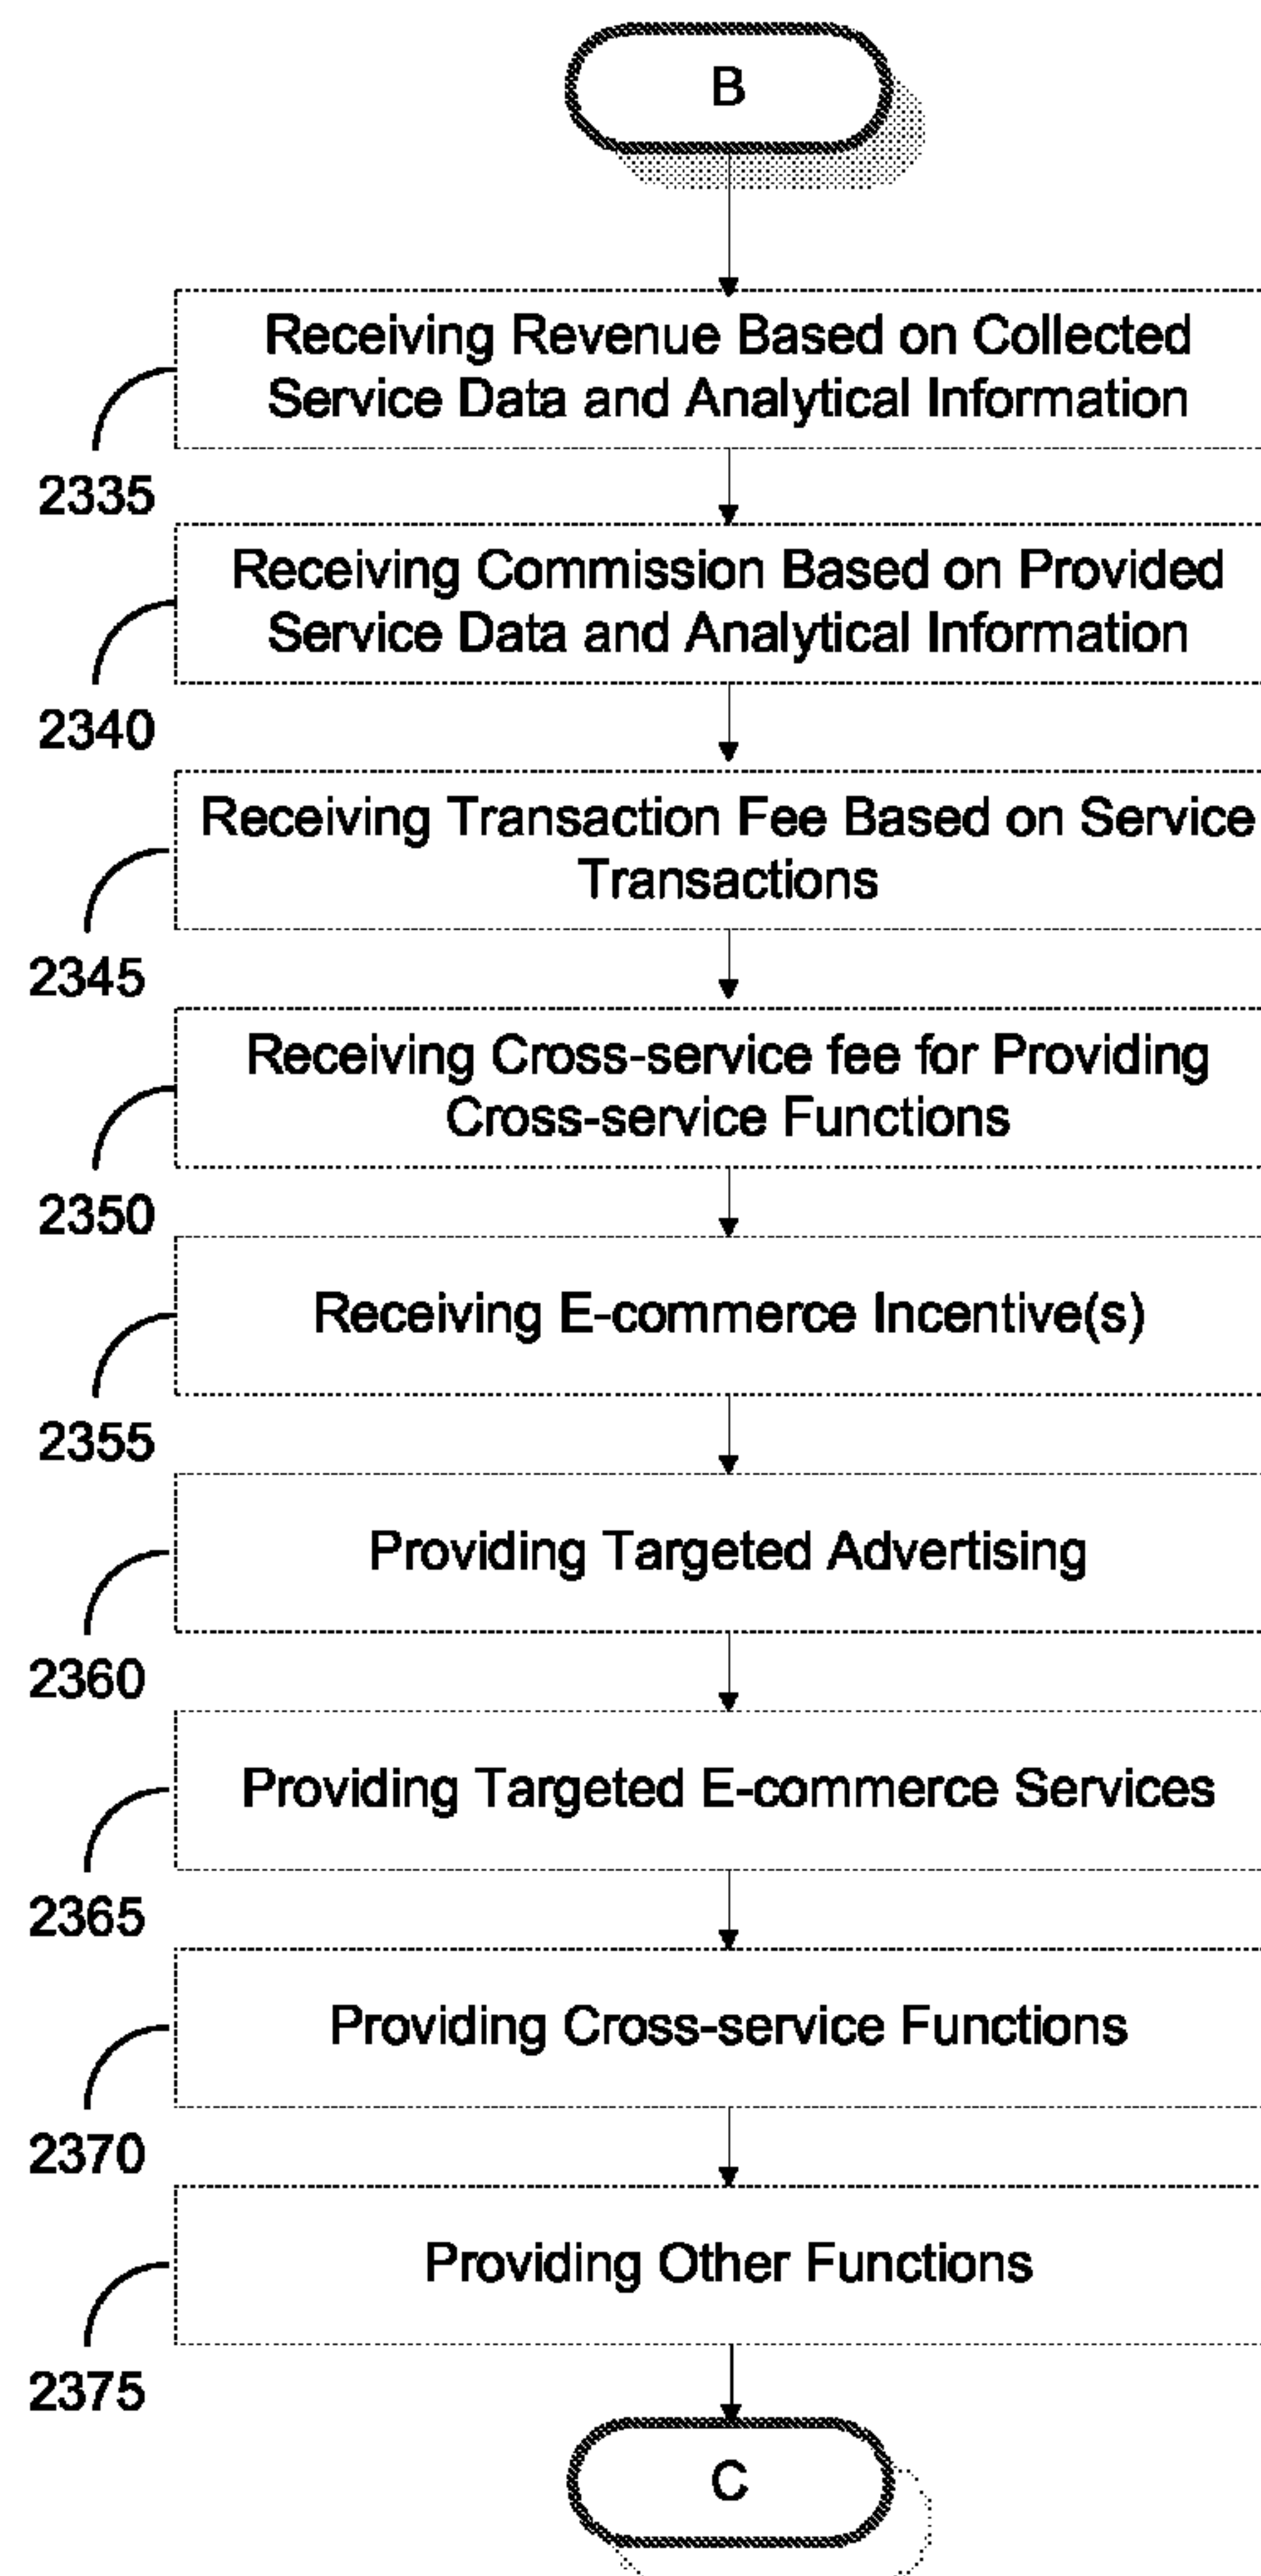 B
Receiving Revenue Based on Collected
Service Data and Analytical Information
2335
Receiving Commission Based on Provided
Service Data and Analytical Information
2340
Receiving Transaction Fee Based on Service
Transactions
2345
Receiving Cross-service fee for Providing
Cross-service Functions
2350
Receiving E-commerce Incentive(s)
2355
Providing Targeted Advertising
2360
Providing Targeted E-commerce Services
2365
Providing Cross-service Functions
2370
Providing Other Functions
2375
C